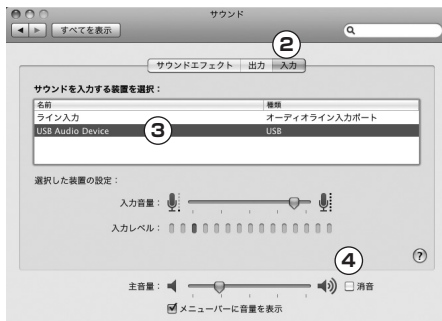 サウンド
すべてを表示
②
サウンドエフェクト 出力 入力
サウンドを入力する装置を選択：
名前 種類
ライン入力 オーディオライン入力ポート
USB Audio Device ③ USB
選択した装置の設定：
入力音量：
入力レベル：
?
④
主音量： 消音
メニューバーに音量を表示